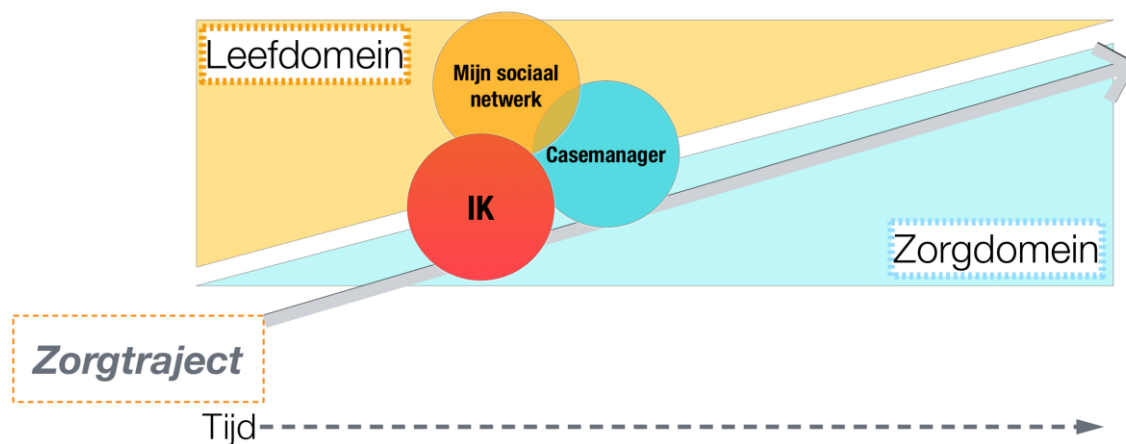 Leefdomein
Mijn sociaal
netwerk
Casemanager
IK
Zorgdomein
Zorgtraject
Tijd